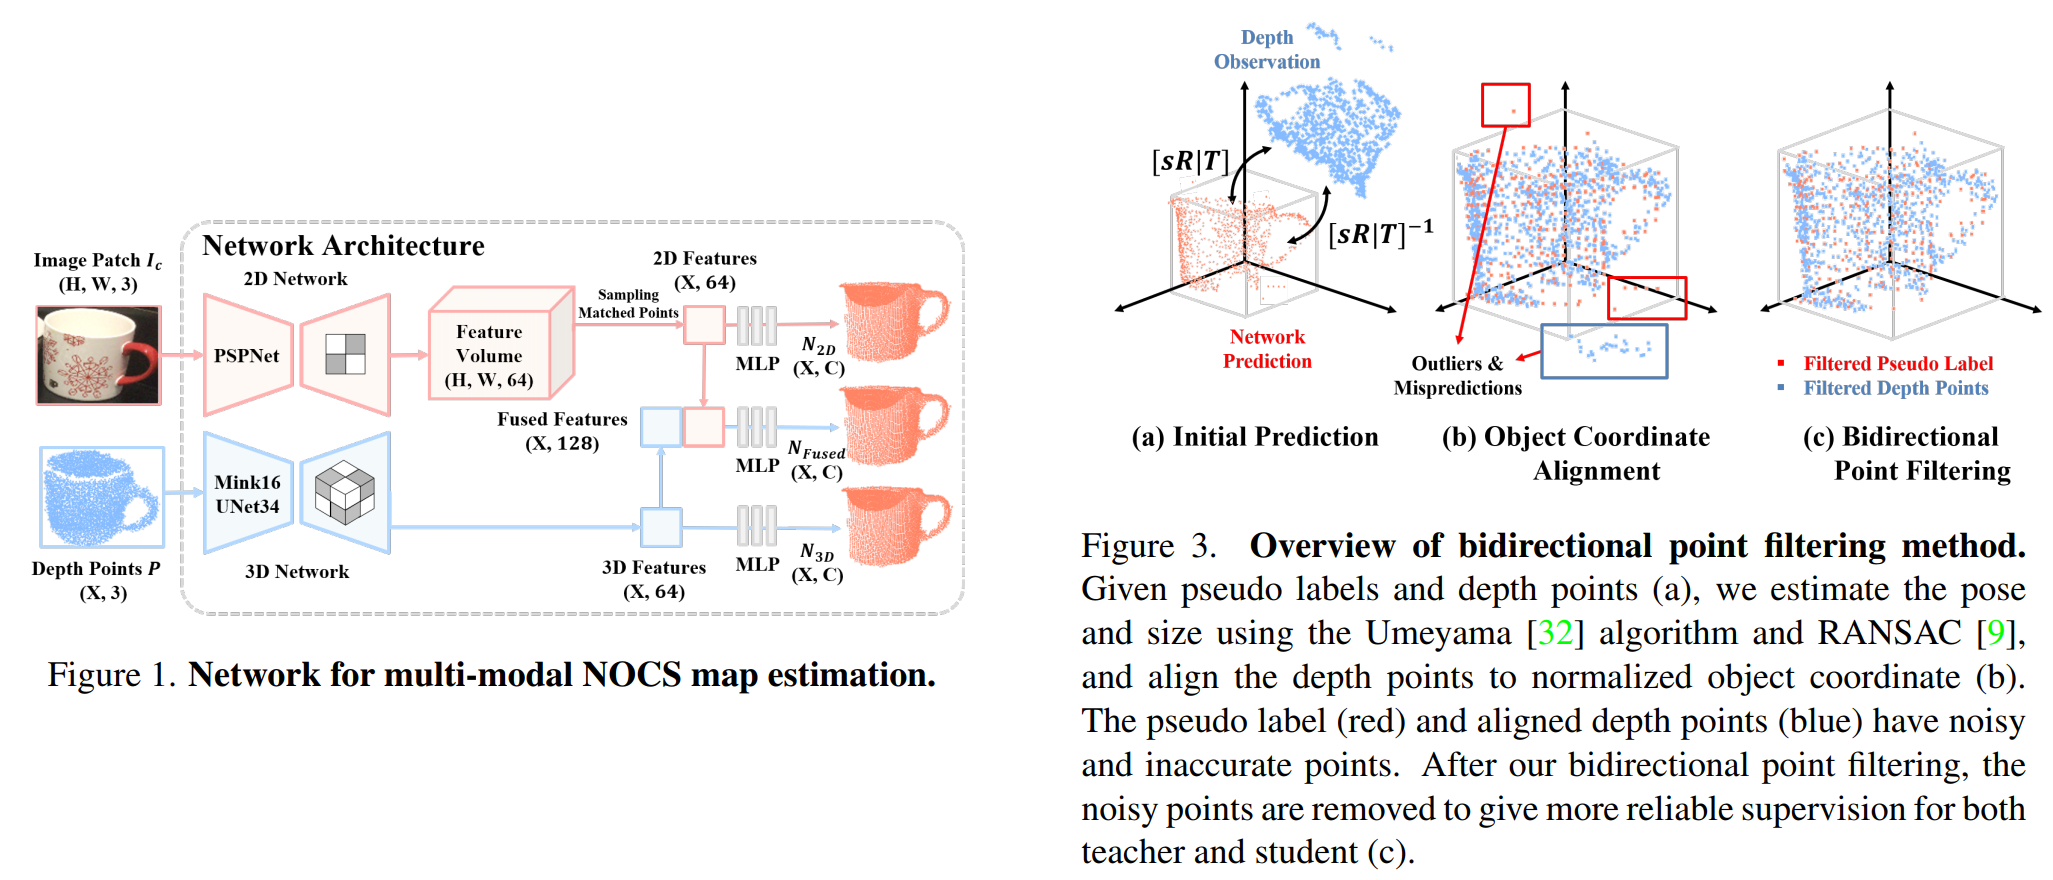 Network Architecture
Image Patch I_c
(H, W, 3)
2D Network
PSPNet
Feature
Volume
(H, W, 64)
Sampling
Matched Points
2D Features
(X, 64)
MLP
N_2D
(X, C)
Fused Features
(X, 128)
MLP
N_Fused
(X, C)
Mink16
UNet34
Depth Points P
(X, 3)
3D Network
3D Features
(X, 64)
MLP
N_3D
(X, C)
Figure 1. Network for multi-modal NOCS map estimation.
Depth
Observation
[sR|T]
[sR|T]⁻¹
Network
Prediction
(a) Initial Prediction
Outliers &
Mispredictions
(b) Object Coordinate
Alignment
Filtered Pseudo Label
Filtered Depth Points
(c) Bidirectional
Point Filtering
Figure 3. Overview of bidirectional point filtering method.
Given pseudo labels and depth points (a), we estimate the pose
and size using the Umeyama [32] algorithm and RANSAC [9],
and align the depth points to normalized object coordinate (b).
The pseudo label (red) and aligned depth points (blue) have noisy
and inaccurate points. After our bidirectional point filtering, the
noisy points are removed to give more reliable supervision for both
teacher and student (c).